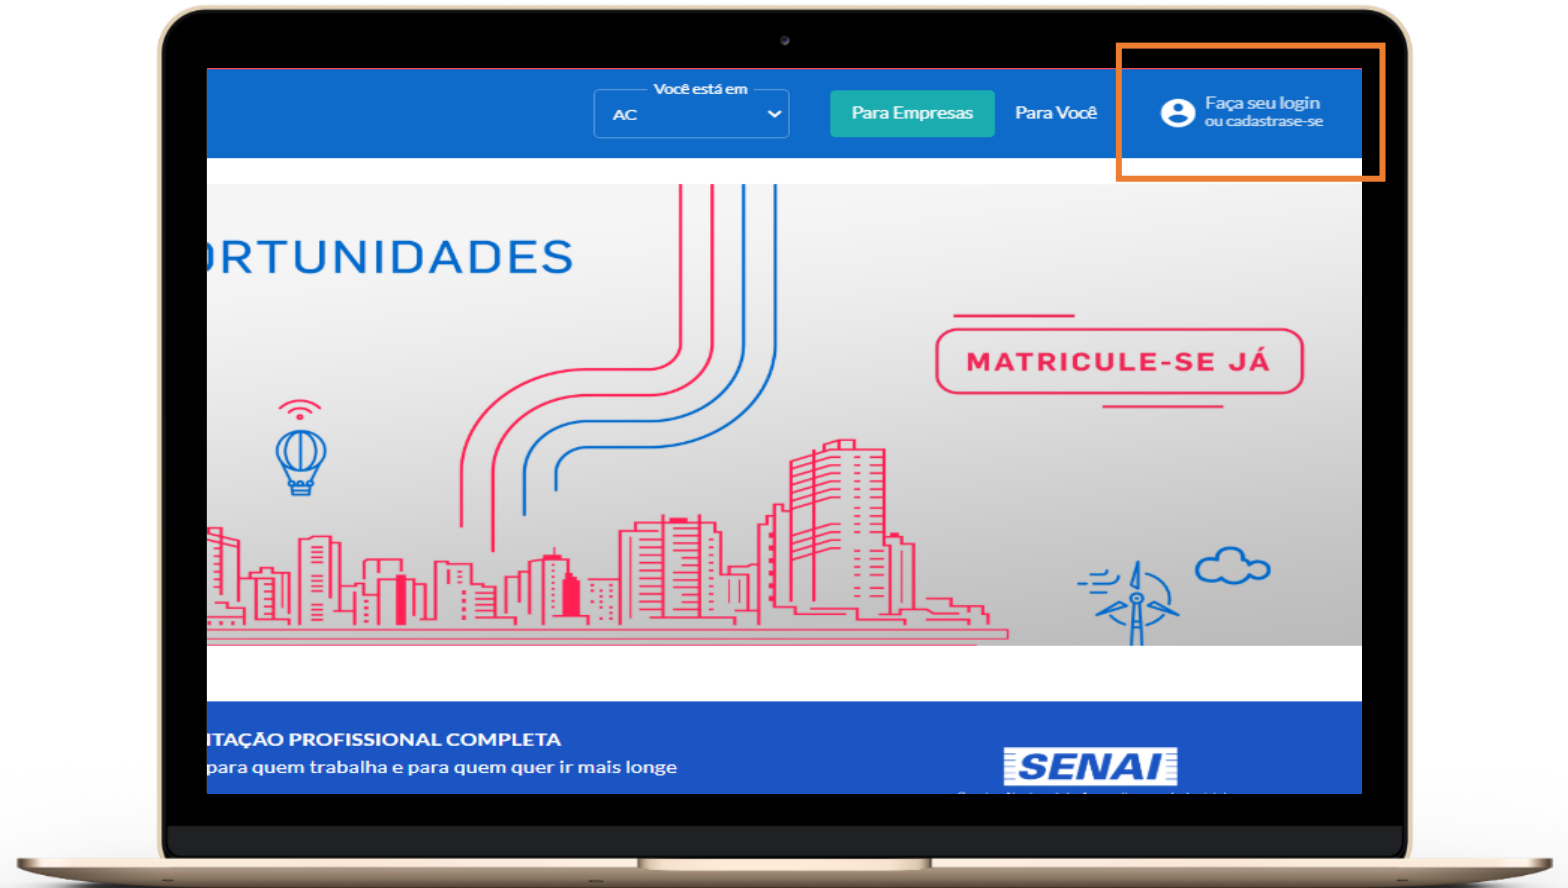 Você está em
AC
Para Empresas
Para Você
Faça seu login
ou cadastrase-se
ORTUNIDADES
MATRICULE-SE JÁ
ITAÇÃO PROFISSIONAL COMPLETA
para quem trabalha e para quem quer ir mais longe
SENAI